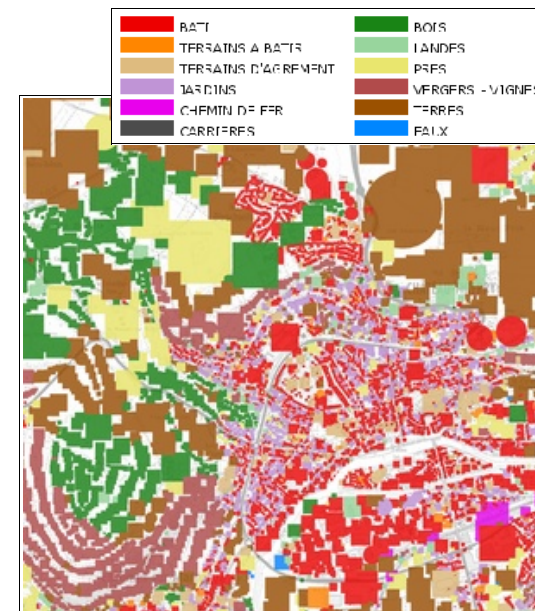 BATI
TERRAINS A BATIR
TERRAINS D'AGREMENT
JARDINS
CHEMIN DE FER
CARRIERES
BOIS
LANDES
PRES
VERGERS - VIGNES
TERRES
EAUX